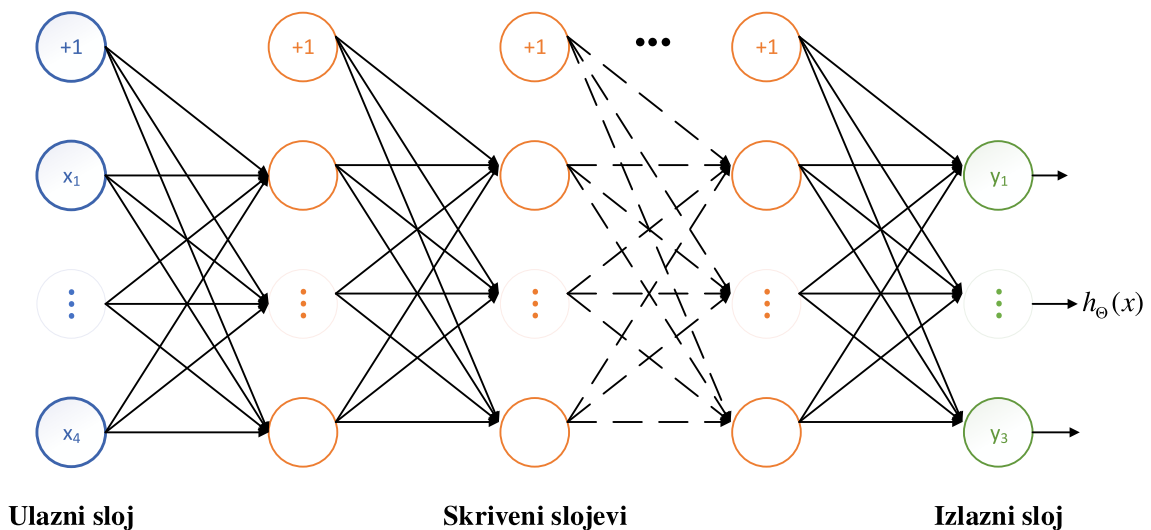 +1 +1 +1 ••• +1
x₁ y₁
⋮ ⋮ ⋮ ⋮ ⋮ h_Θ(x)
x₄ y₃
Ulazni sloj Skriveni slojevi Izlazni sloj